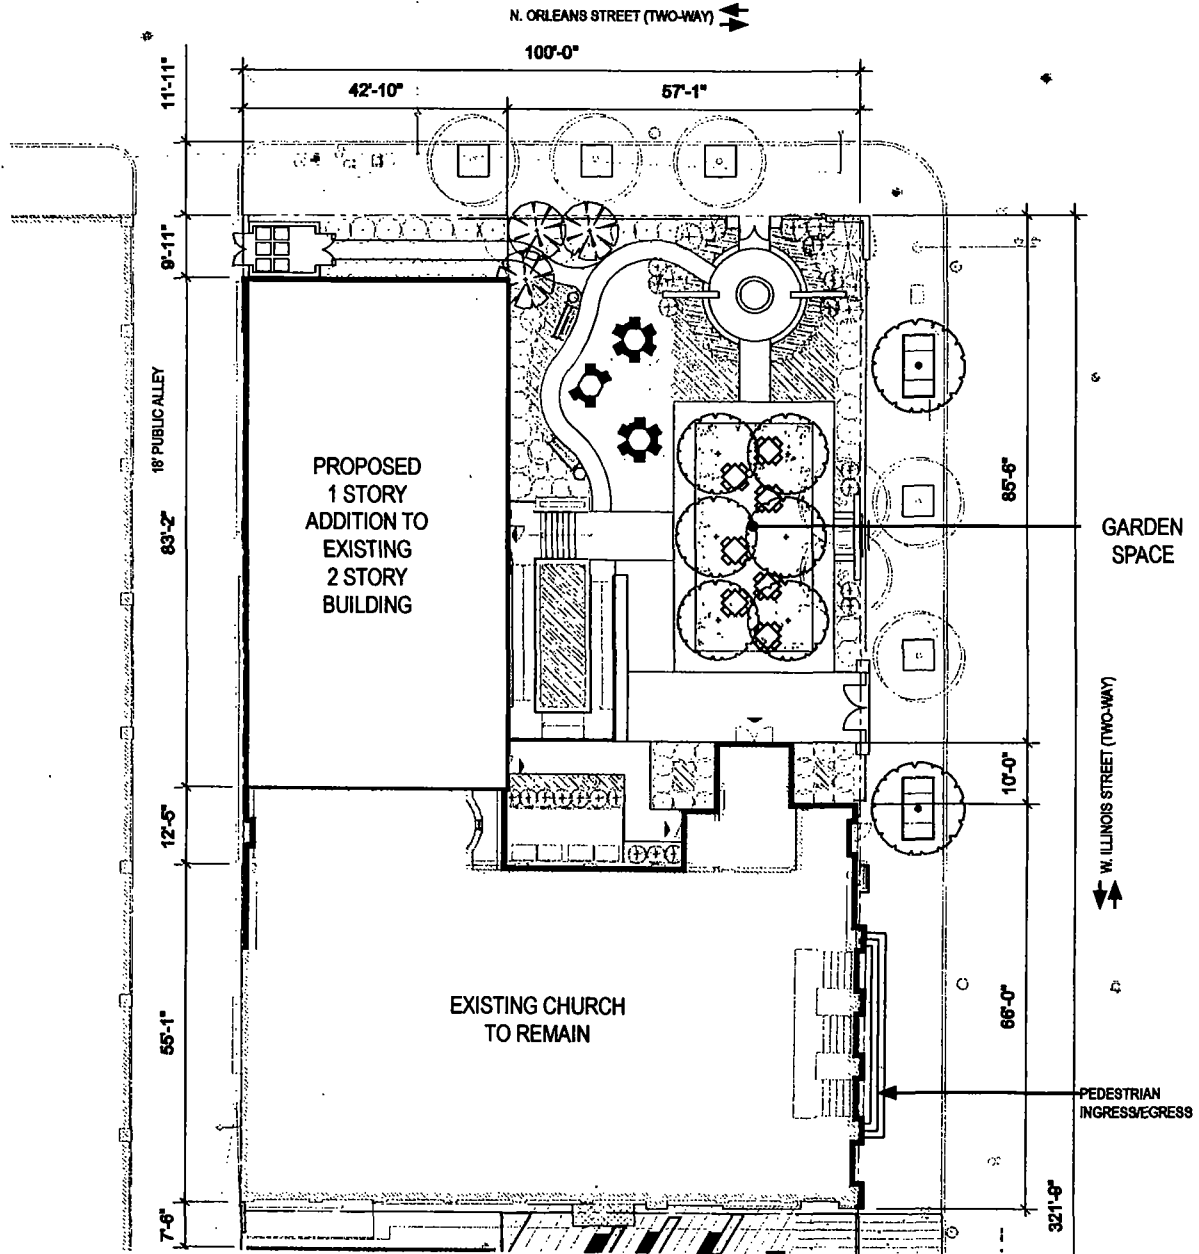 N. ORLEANS STREET (TWO-WAY)
100'-0"
42'-10"
57'-1"
11'-11"
9'-11"
18' PUBLIC ALLEY
83'-2"
PROPOSED
1 STORY
ADDITION TO
EXISTING
2 STORY
BUILDING
85'-6"
GARDEN
SPACE
W. ILLINOIS STREET (TWO-WAY)
10'-0"
12'-5"
EXISTING CHURCH
TO REMAIN
55'-1"
66'-0"
PEDESTRIAN
INGRESS/EGRESS
321'-9"
7'-6"